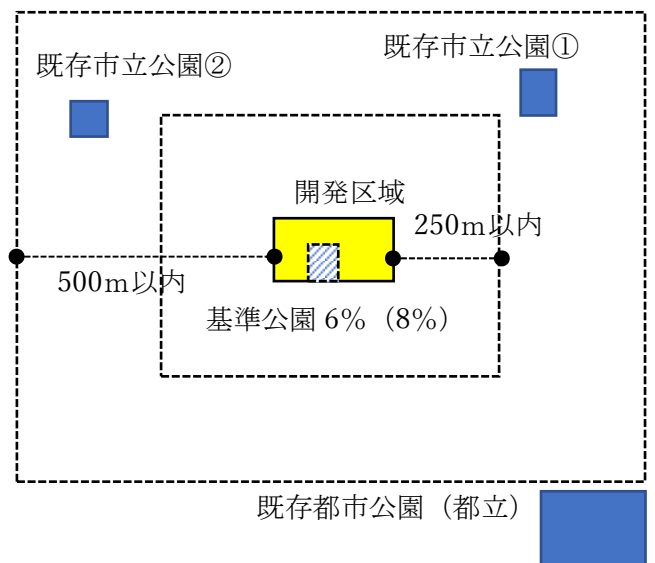 既存市立公園①
既存市立公園②
開発区域
250m以内
500m以内
基準公園 6%（8%）
既存都市公園（都立）